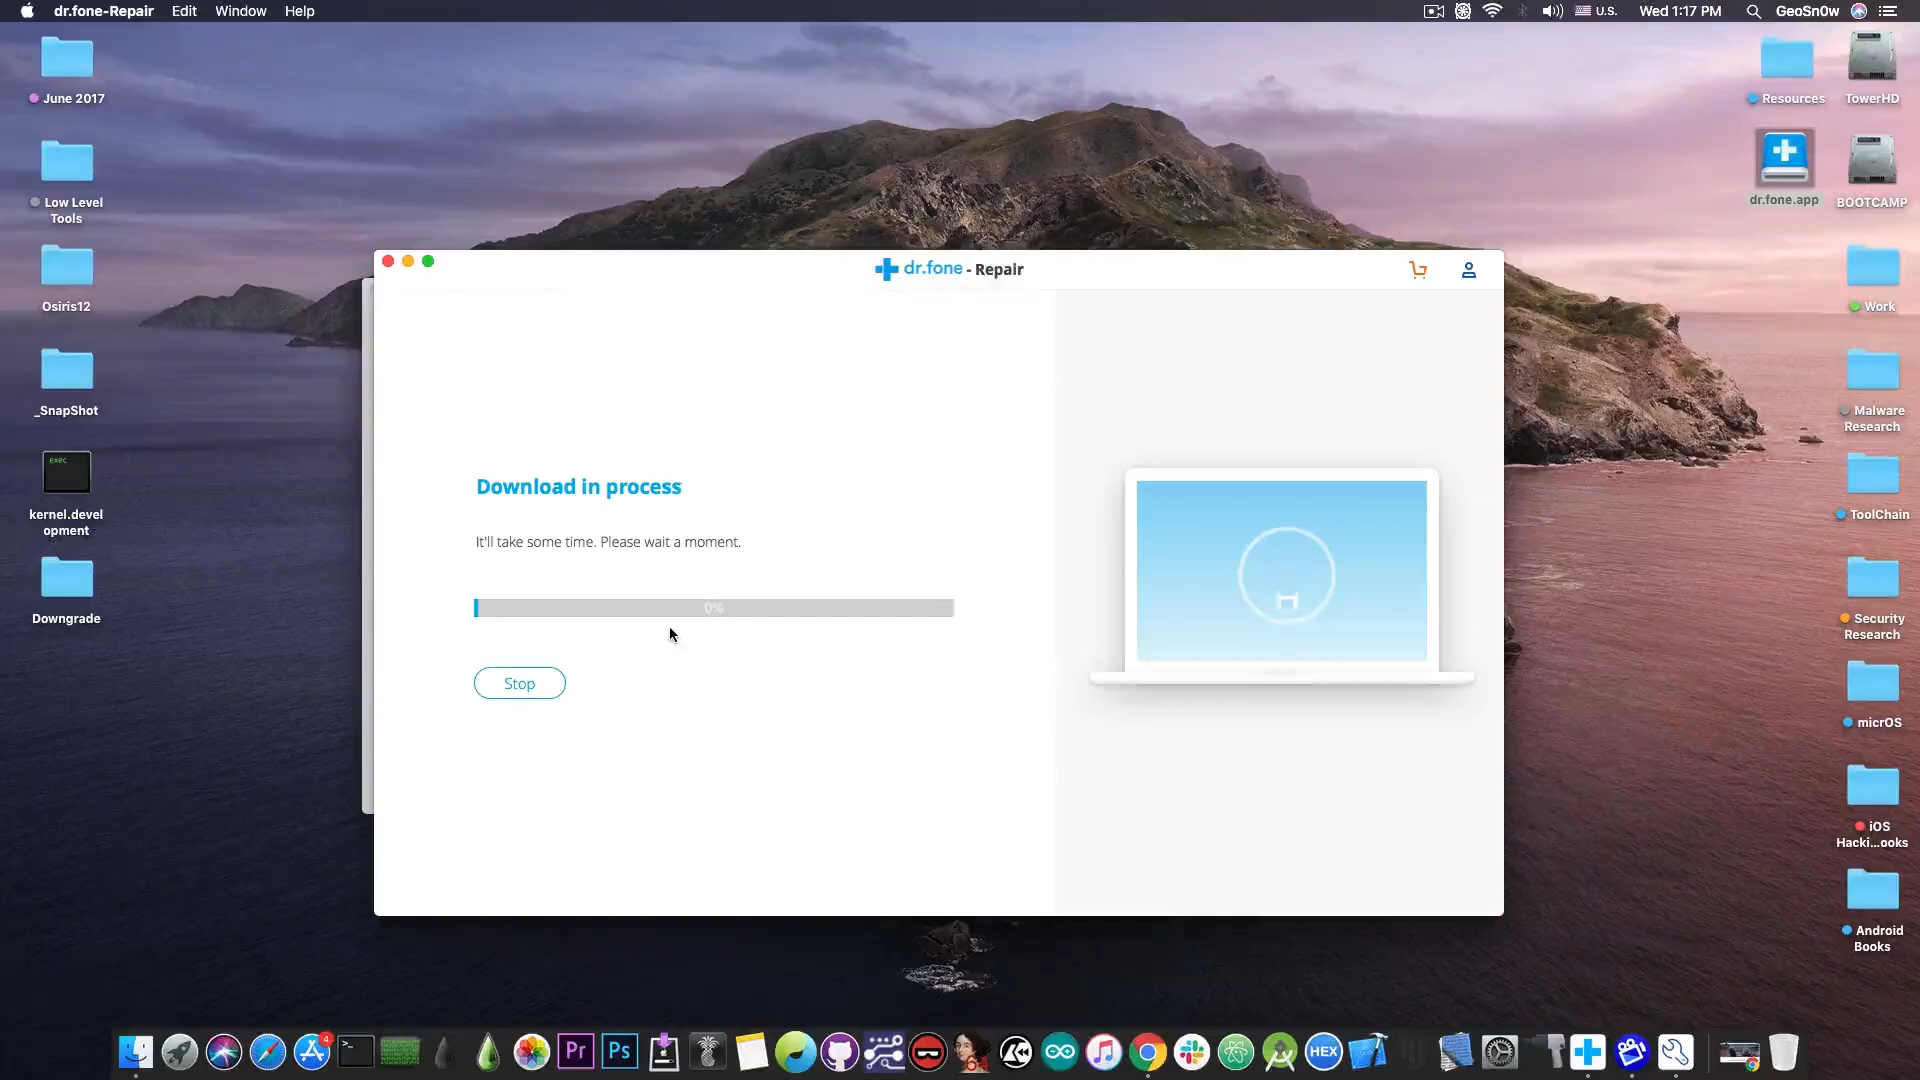 dr.fone-Repair Edit Window Help
U.S. Wed 1:17 PM GeoSn0w
June 2017
Low Level
Tools
Osiris12
_SnapShot
exec
kernel.devel
opment
Downgrade
dr.fone - Repair
Download in process
It'll take some time. Please wait a moment.
0%
Stop
Resources
TowerHD
dr.fone.app
BOOTCAMP
Work
Malware
Research
ToolChain
Security
Research
micrOS
iOS
Hacki...ooks
Android
Books
4
Pr
Ps
64
HEX